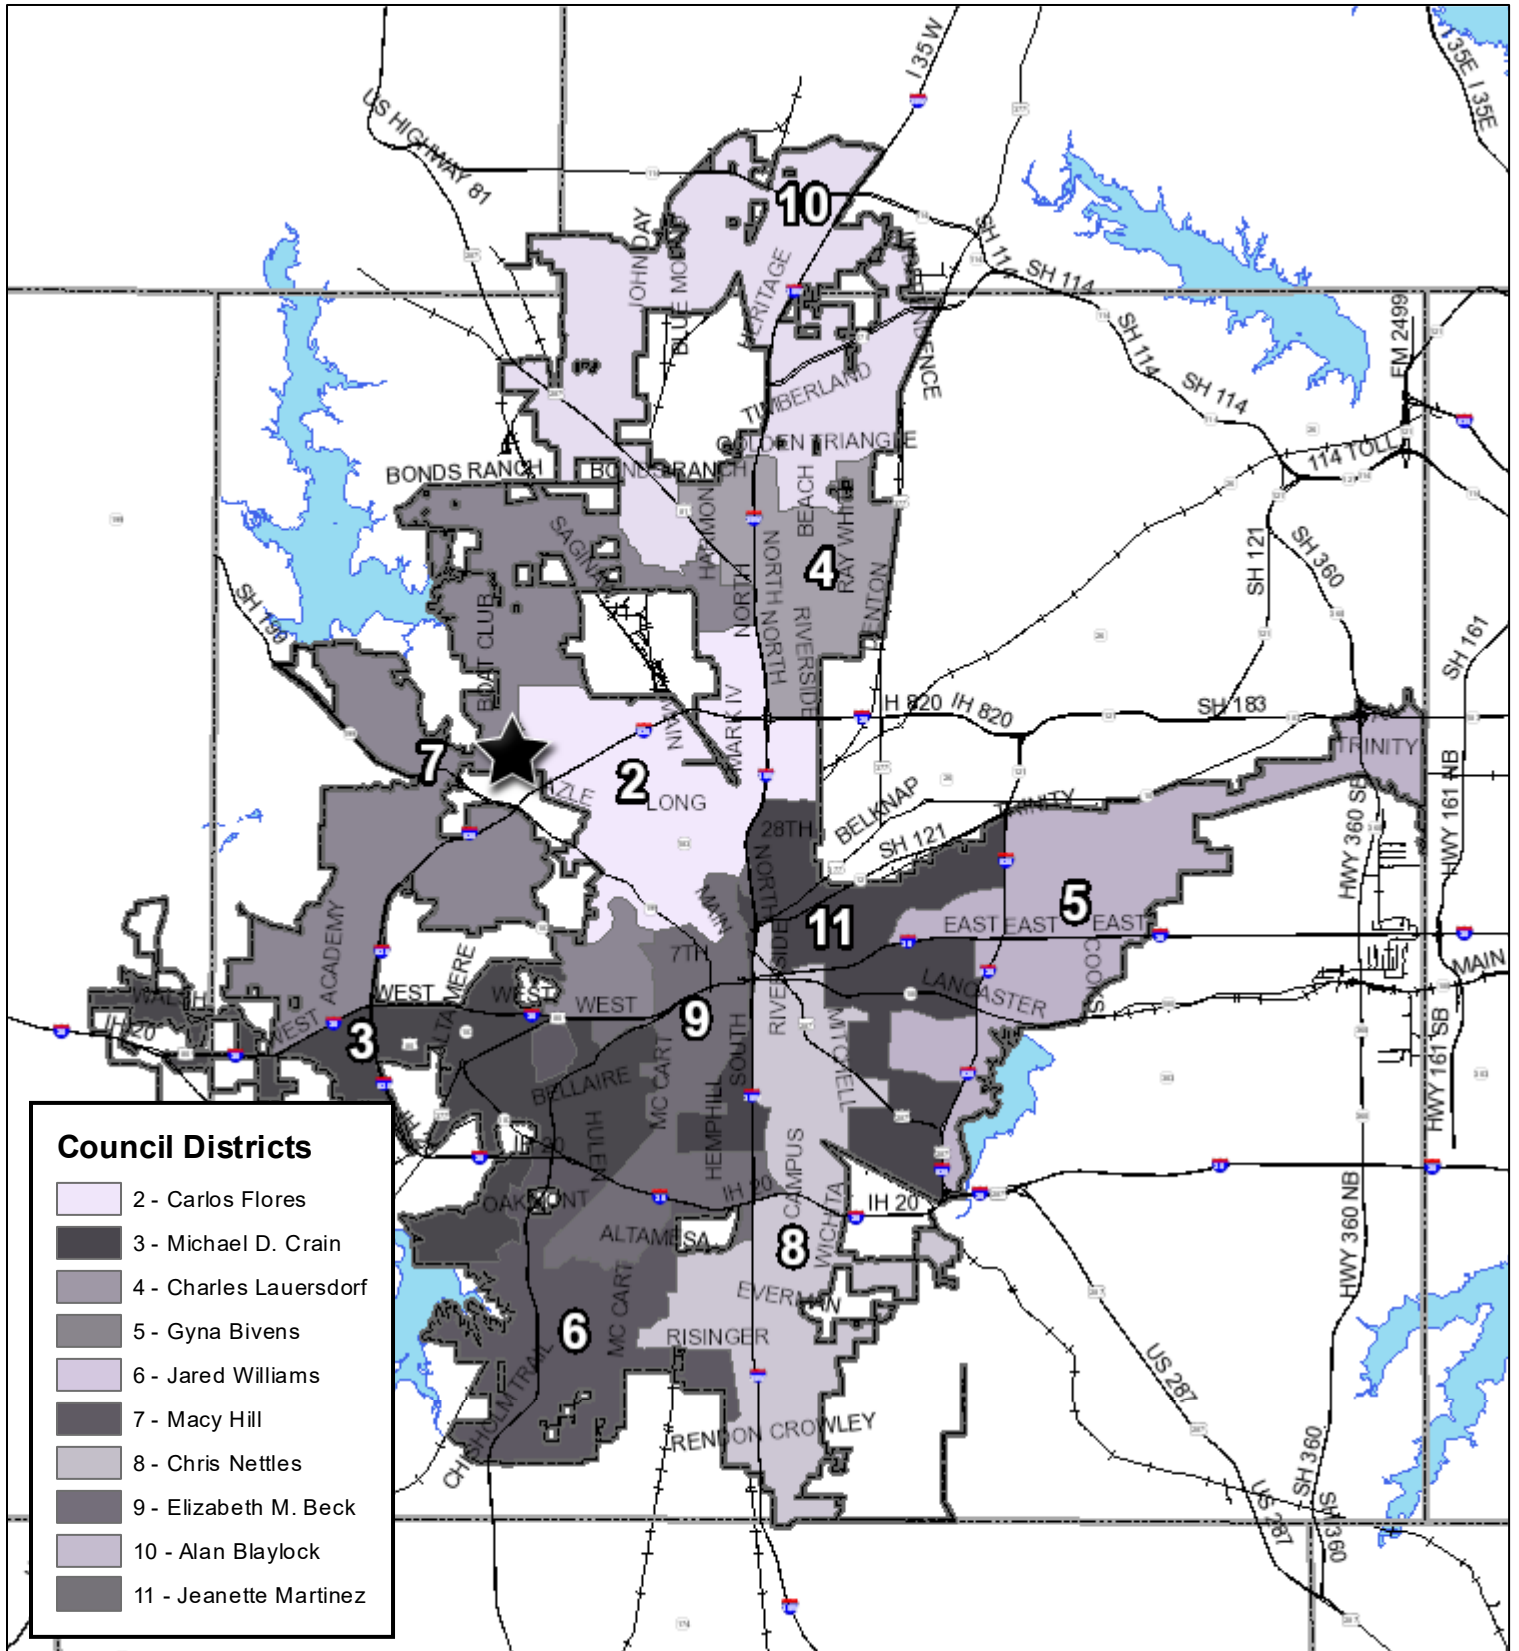 I 35W
I 35E
I 35E
US HIGHWAY 81
10
JOHN DAY
SH 114
SH 114
HERITAGE
FM 2499
SH 114
SH 114
TIMBERLAND
GOLDEN TRIANGLE
114 TOLL
BONDS RANCH
BONDS RANCH
HARMON
BEACH
RAY WHITE
SAGINAW
4
SH 121
SH 360
NORTH
NORTH
NORTH
DENTON
SH 199
BOAT CLUB
RIVERSIDE
SH 161
MARK IV
IH 820
SH 183
TRINITY
7
2
AZLE
LONG
BELKNAP
TRINITY
28TH
SH 121
HWY 360 SB
HWY 161 NB
NORTH
MAIN
11
5
EAST
EAST
EAST
ACADEMY
7TH
RIVERSIDE
COOKS
MAIN
WALSH
WEST
ALTAMERE
WEST
WEST
LANCASTER
IH 20
WEST
3
9
MITCHELL
HWY 161 SB
BELLAIRE
MC CART
SOUTH
HULEN
HEMPHILL
CAMPUS
OAKMONT
IH 20
IH 20
WICHITA
ALTAMESA
8
HWY 360 NB
EVERMAN
MC CART
6
RISINGER
US 287
CHISHOLM TRAIL
RENDON CROWLEY
SH 360
US 287
SH 360
Council Districts
2 - Carlos Flores
3 - Michael D. Crain
4 - Charles Lauersdorf
5 - Gyna Bivens
6 - Jared Williams
7 - Macy Hill
8 - Chris Nettles
9 - Elizabeth M. Beck
10 - Alan Blaylock
11 - Jeanette Martinez